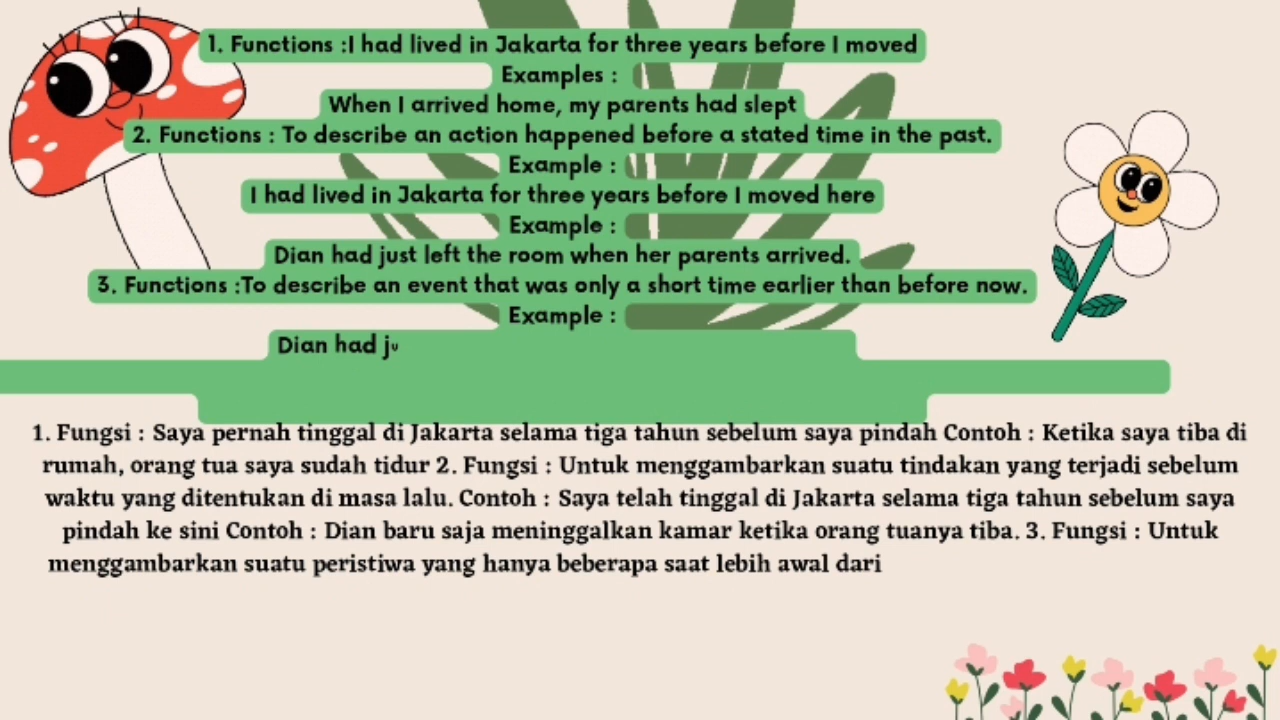 1. Functions :I had lived in Jakarta for three years before I moved
Examples :
When I arrived home, my parents had slept
2. Functions : To describe an action happened before a stated time in the past.
Example :
I had lived in Jakarta for three years before I moved here
Example :
Dian had just left the room when her parents arrived.
3. Functions :To describe an event that was only a short time earlier than before now.
Example :
Dian had
1. Fungsi : Saya pernah tinggal di Jakarta selama tiga tahun sebelum saya pindah Contoh : Ketika saya tiba di
rumah, orang tua saya sudah tidur 2. Fungsi : Untuk menggambarkan suatu tindakan yang terjadi sebelum
waktu yang ditentukan di masa lalu. Contoh : Saya telah tinggal di Jakarta selama tiga tahun sebelum saya
pindah ke sini Contoh : Dian baru saja meninggalkan kamar ketika orang tuanya tiba. 3. Fungsi : Untuk
menggambarkan suatu peristiwa yang hanya beberapa saat lebih awal dari